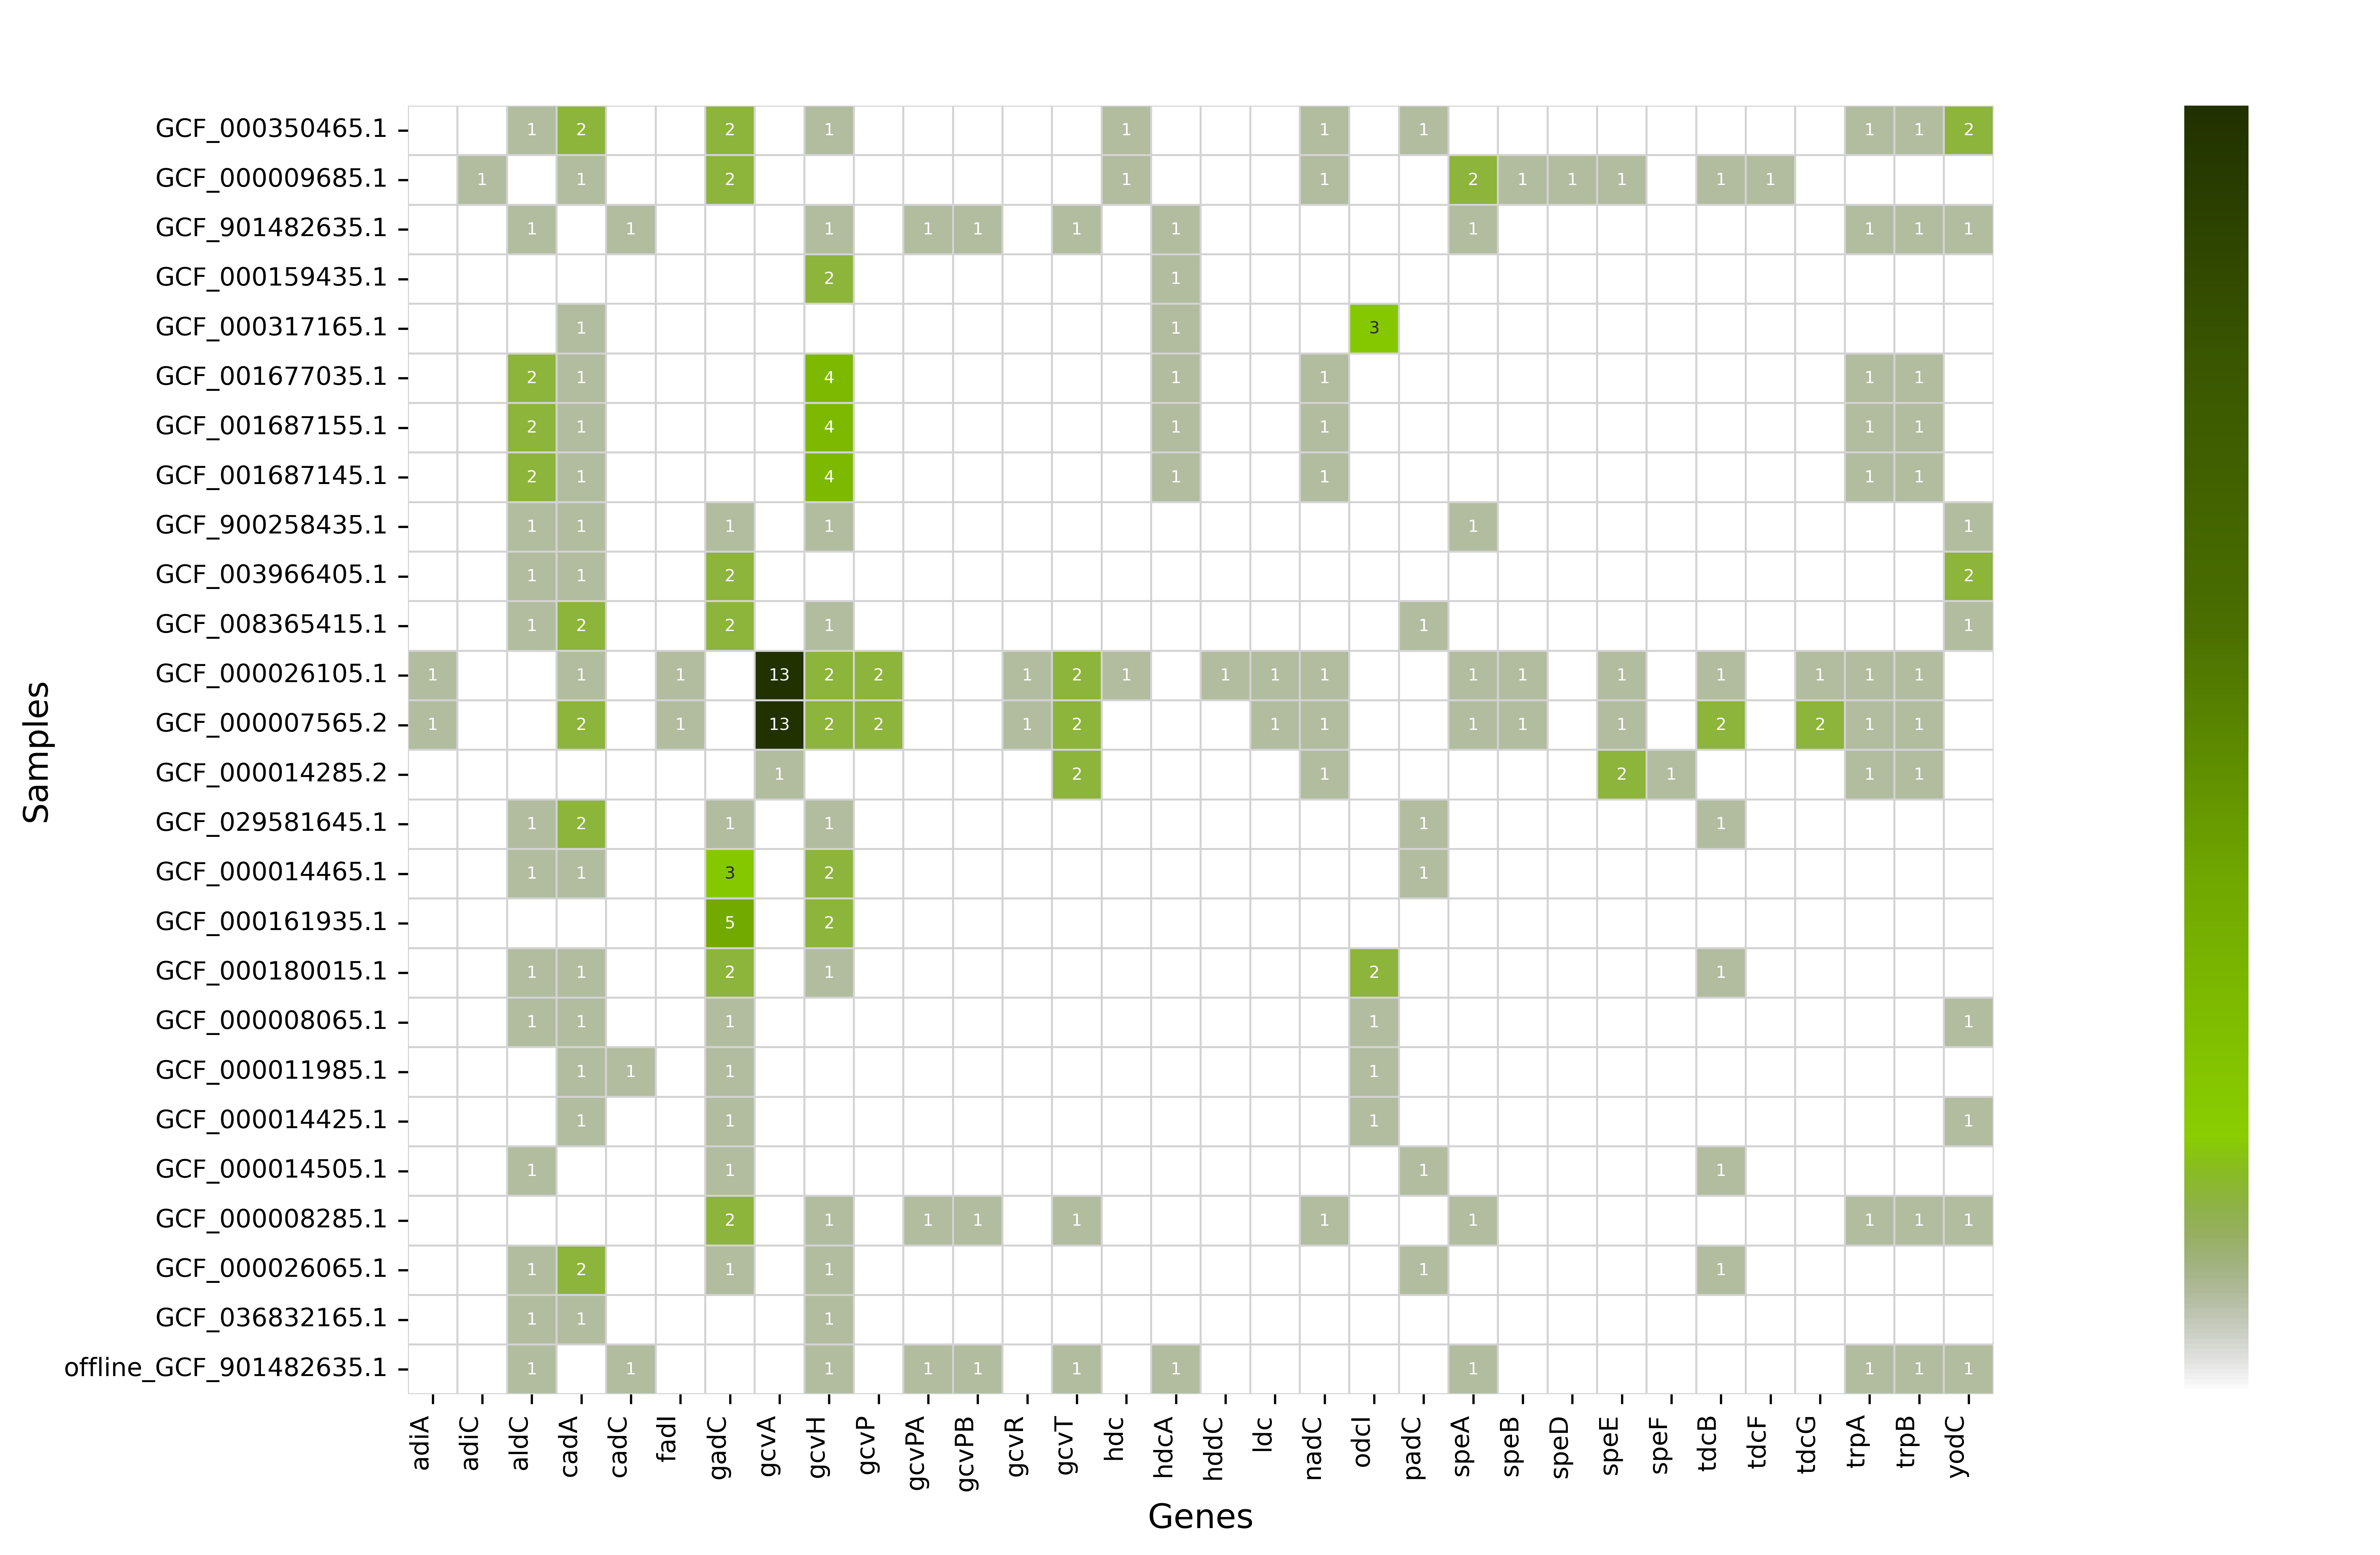 GCF_000350465.1 1 2 2 1 1 1 1 1 1 2
GCF_000009685.1 1 1 2 1 1 2 1 1 1 1 1
GCF_901482635.1 1 1 1 1 1 1 1 1 1 1 1
GCF_000159435.1 2 1
GCF_000317165.1 1 1 3
GCF_001677035.1 2 1 4 1 1 1 1
GCF_001687155.1 2 1 4 1 1 1 1
GCF_001687145.1 2 1 4 1 1 1 1
GCF_900258435.1 1 1 1 1 1 1
GCF_003966405.1 1 1 2 2
GCF_008365415.1 1 2 2 1 1 1
GCF_000026105.1 1 1 1 13 2 2 1 2 1 1 1 1 1 1 1 1 1 1 1
GCF_000007565.2 1 2 1 13 2 2 1 2 1 1 1 1 1 2 2 1 1
GCF_000014285.2 1 2 1 2 1 1 1
GCF_029581645.1 1 2 1 1 1 1
GCF_000014465.1 1 1 3 2 1
GCF_000161935.1 5 2
GCF_000180015.1 1 1 2 1 2 1
GCF_000008065.1 1 1 1 1 1
GCF_000011985.1 1 1 1 1
GCF_000014425.1 1 1 1 1
GCF_000014505.1 1 1 1 1
GCF_000008285.1 2 1 1 1 1 1 1 1 1 1
GCF_000026065.1 1 2 1 1 1 1
GCF_036832165.1 1 1 1
offline_GCF_901482635.1 1 1 1 1 1 1 1 1 1 1 1
Samples
adiA adiC aldC cadA cadC fadI gadC gcvA gcvH gcvP gcvPA gcvPB gcvR gcvT hdc hdcA hddC ldc nadC odcI padC speA speB speD speE speF tdcB tdcF tdcG trpA trpB yodC
Genes